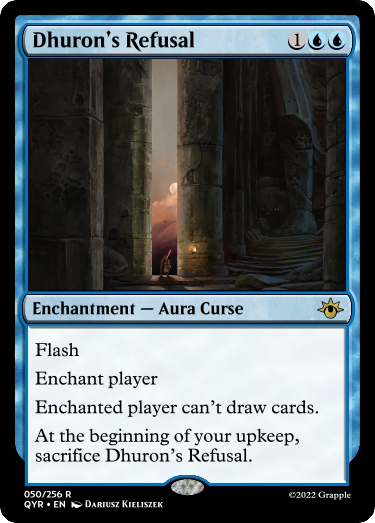 Dhuron's Refusal 1
Enchantment — Aura Curse
Flash
Enchant player
Enchanted player can't draw cards.
At the beginning of your upkeep,
sacrifice Dhuron's Refusal.
050/256 R
QYR • EN Dariusz Kieliszek
©2022 Grapple